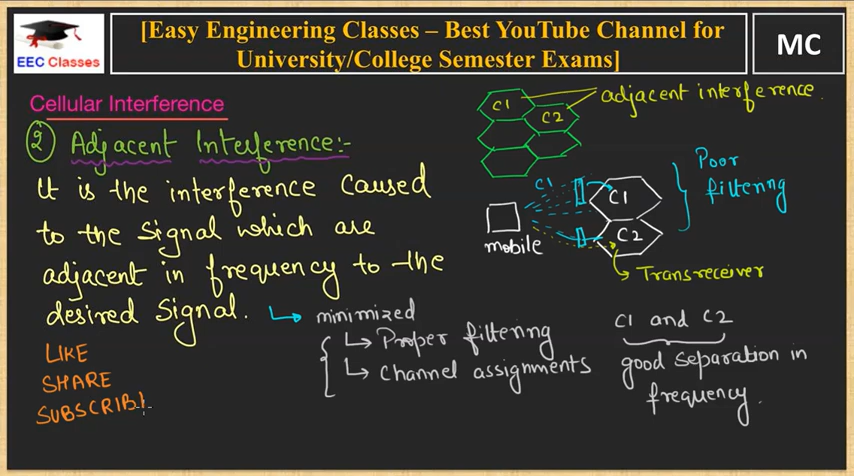 EEC Classes
[Easy Engineering Classes – Best YouTube Channel for
University/College Semester Exams]
MC
Cellular Interference
② Adjacent Interference:-
It is the interference caused
to the signal which are
adjacent in frequency to the
desired signal.
↳ minimized
↳ Proper filtering
↳ channel assignments
LIKE
SHARE
SUBSCRIB
C1
C2
adjacent interference.
C1
C1
C2
mobile
Poor
filtering
Transreceiver
C1 and C2
good separation in
frequency.